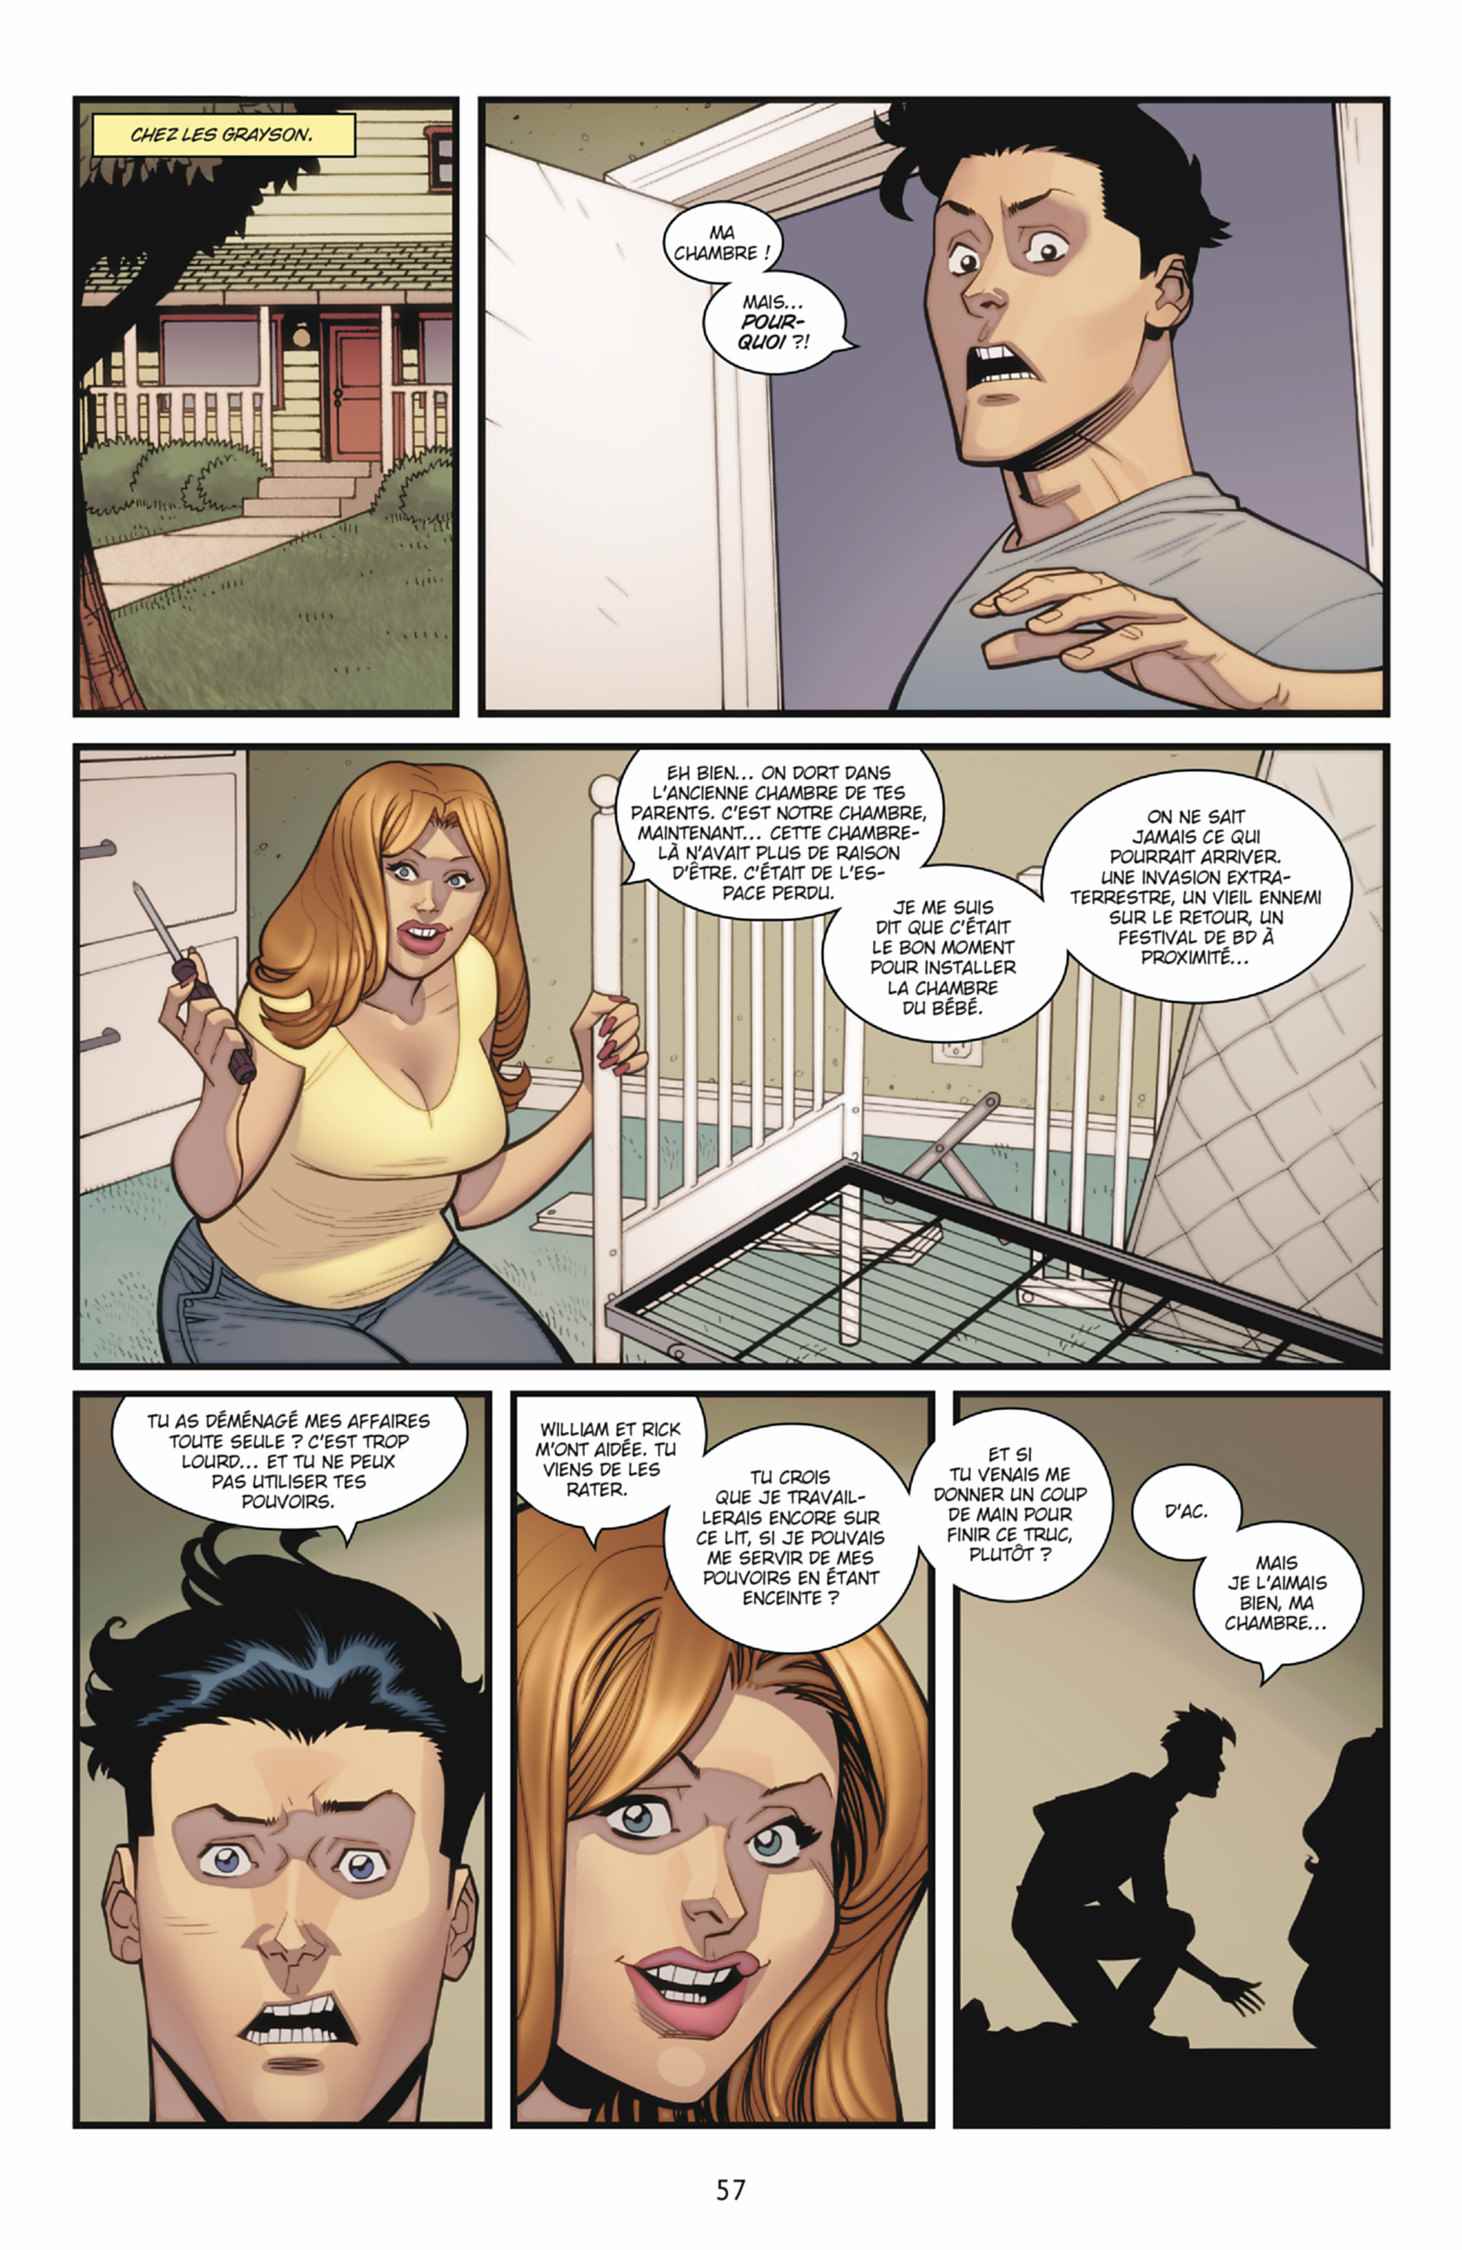 CHEZ LES GRAYSON.
MA
CHAMBRE !
MAIS...
POUR-
QUOI ?!
EH BIEN... ON DORT DANS
L'ANCIENNE CHAMBRE DE TES
PARENTS. C'EST NOTRE CHAMBRE,
MAINTENANT... CETTE CHAMBRE-
LÀ N'AVAIT PLUS DE RAISON
D'ÊTRE. C'ÉTAIT DE L'ES-
PACE PERDU.
JE ME SUIS
DIT QUE C'ÉTAIT
LE BON MOMENT
POUR INSTALLER
LA CHAMBRE
DU BÉBÉ.
ON NE SAIT
JAMAIS CE QUI
POURRAIT ARRIVER.
UNE INVASION EXTRA-
TERRESTRE, UN VIEIL ENNEMI
SUR LE RETOUR, UN
FESTIVAL DE BD À
PROXIMITÉ...
TU AS DÉMÉNAGÉ MES AFFAIRES
TOUTE SEULE ? C'EST TROP
LOURD... ET TU NE PEUX
PAS UTILISER TES
POUVOIRS.
WILLIAM ET RICK
M'ONT AIDÉE. TU
VIENS DE LES
RATER.
TU CROIS
QUE JE TRAVAIL-
LERAIS ENCORE SUR
CE LIT, SI JE POUVAIS
ME SERVIR DE MES
POUVOIRS EN ÉTANT
ENCEINTE ?
ET SI
TU VENAIS ME
DONNER UN COUP
DE MAIN POUR
FINIR CE TRUC,
PLUTÔT ?
D'AC.
MAIS
JE L'AIMAIS
BIEN, MA
CHAMBRE...
57